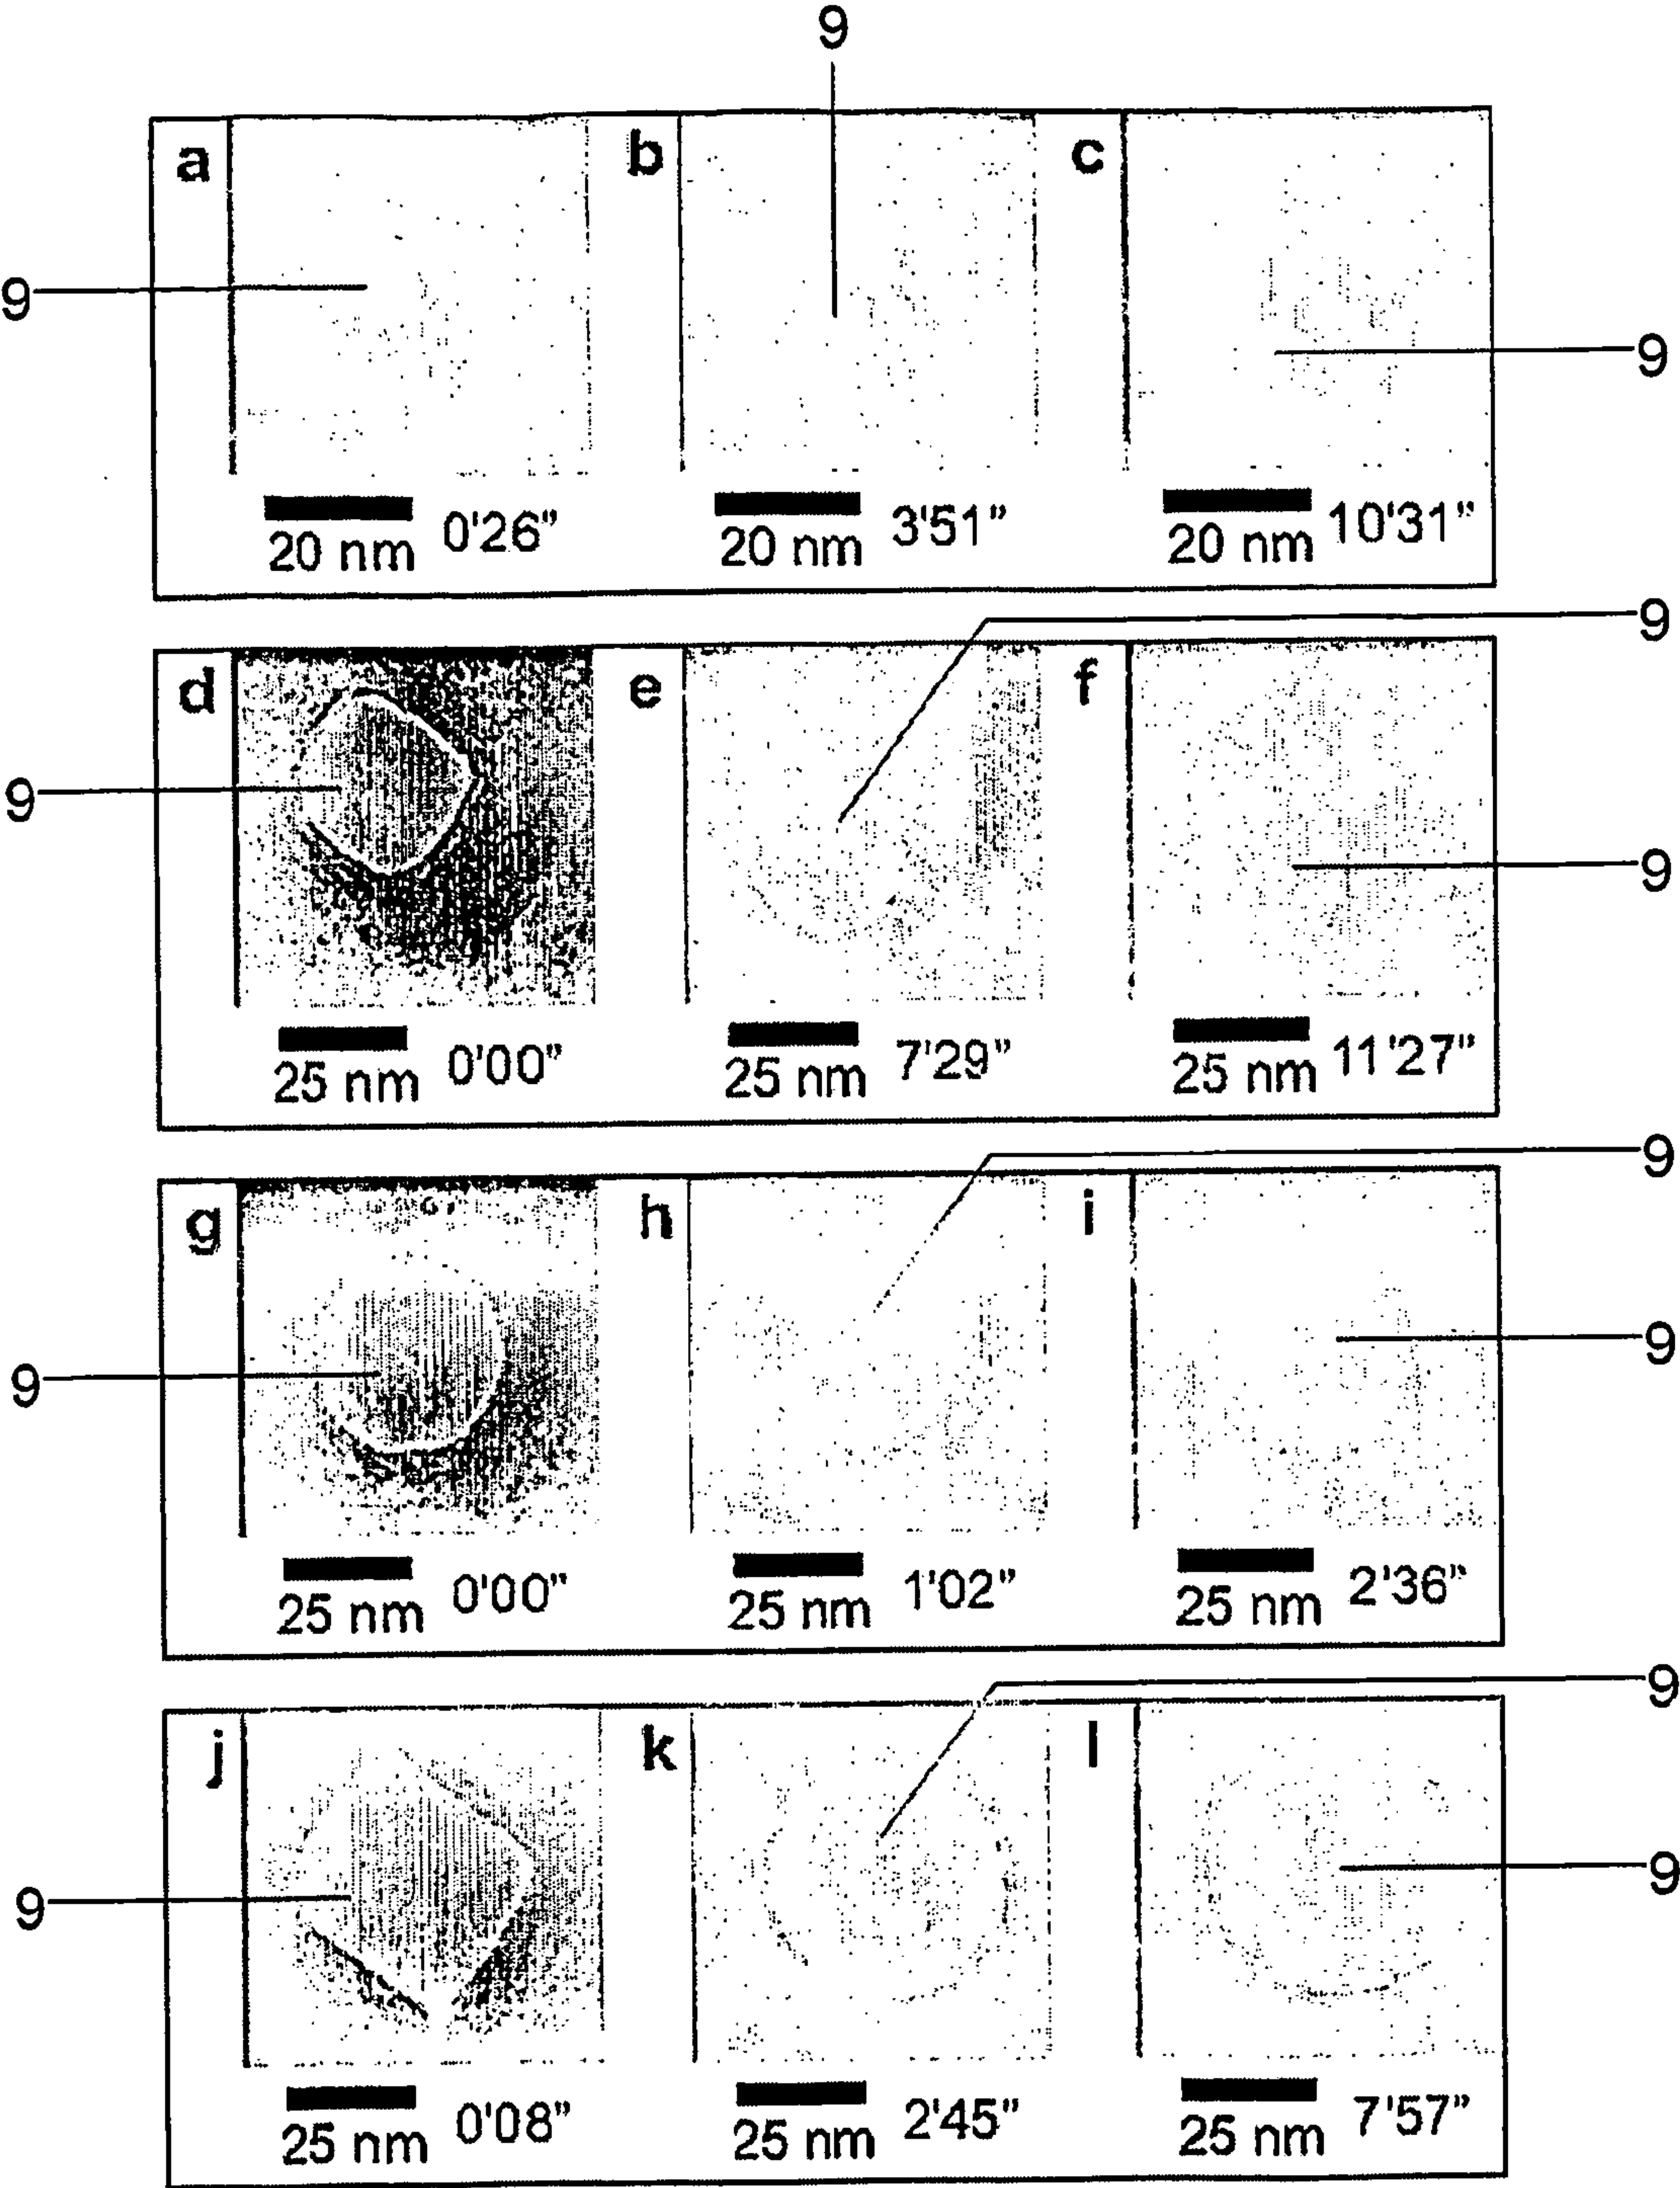 9
a b c
9
9
20 nm 0'26" 20 nm 3'51" 20 nm 10'31"
9
d e f
9
9
25 nm 0'00" 25 nm 7'29" 25 nm 11'27"
9
g h i
9
9
25 nm 0'00" 25 nm 1'02" 25 nm 2'36"
9
j k l
9
9
25 nm 0'08" 25 nm 2'45" 25 nm 7'57"